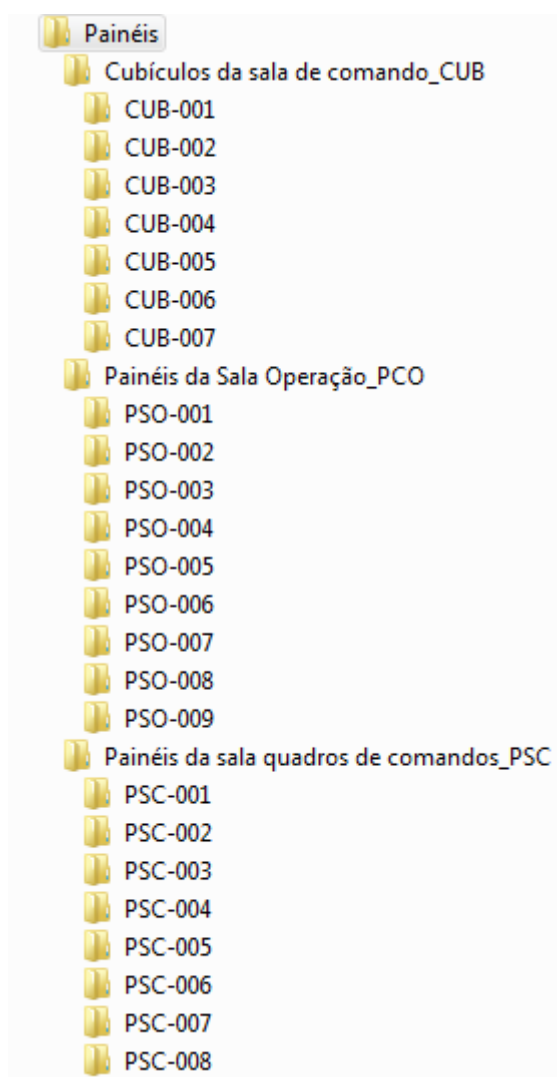 Painéis
Cubículos da sala de comando_CUB
CUB-001
CUB-002
CUB-003
CUB-004
CUB-005
CUB-006
CUB-007
Painéis da Sala Operação_PCO
PSO-001
PSO-002
PSO-003
PSO-004
PSO-005
PSO-006
PSO-007
PSO-008
PSO-009
Painéis da sala quadros de comandos_PSC
PSC-001
PSC-002
PSC-003
PSC-004
PSC-005
PSC-006
PSC-007
PSC-008